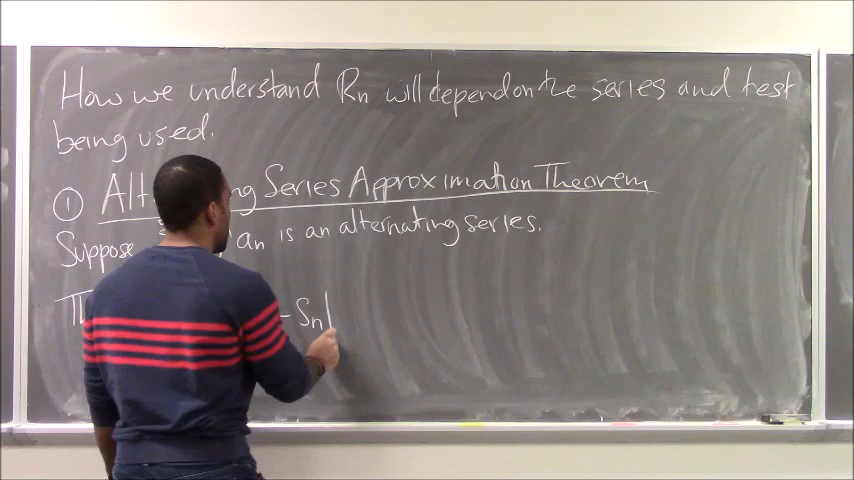 How we understand Rn will depend on the series and test
being used.
① Alt ng Series Approximation Theorem
Suppose an is an alternating series.
- Sn|